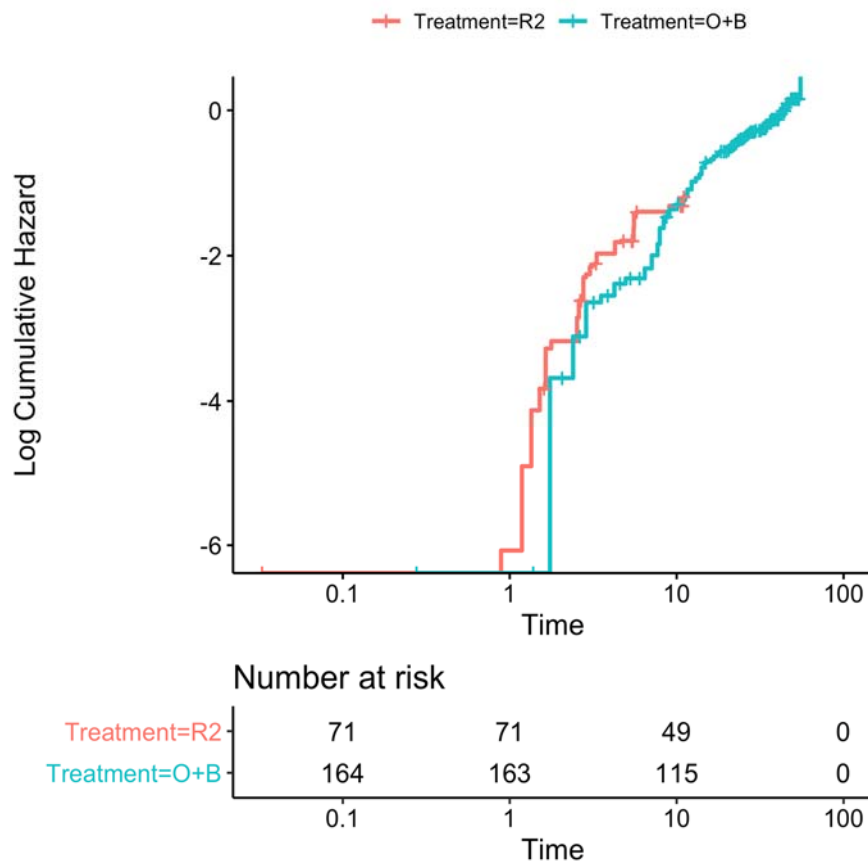 Treatment=R2 Treatment=O+B
Log Cumulative Hazard
0
-2
-4
-6
0.1 1 10 100
Time
Number at risk
Treatment=R2 71 71 49 0
Treatment=O+B 164 163 115 0
0.1 1 10 100
Time